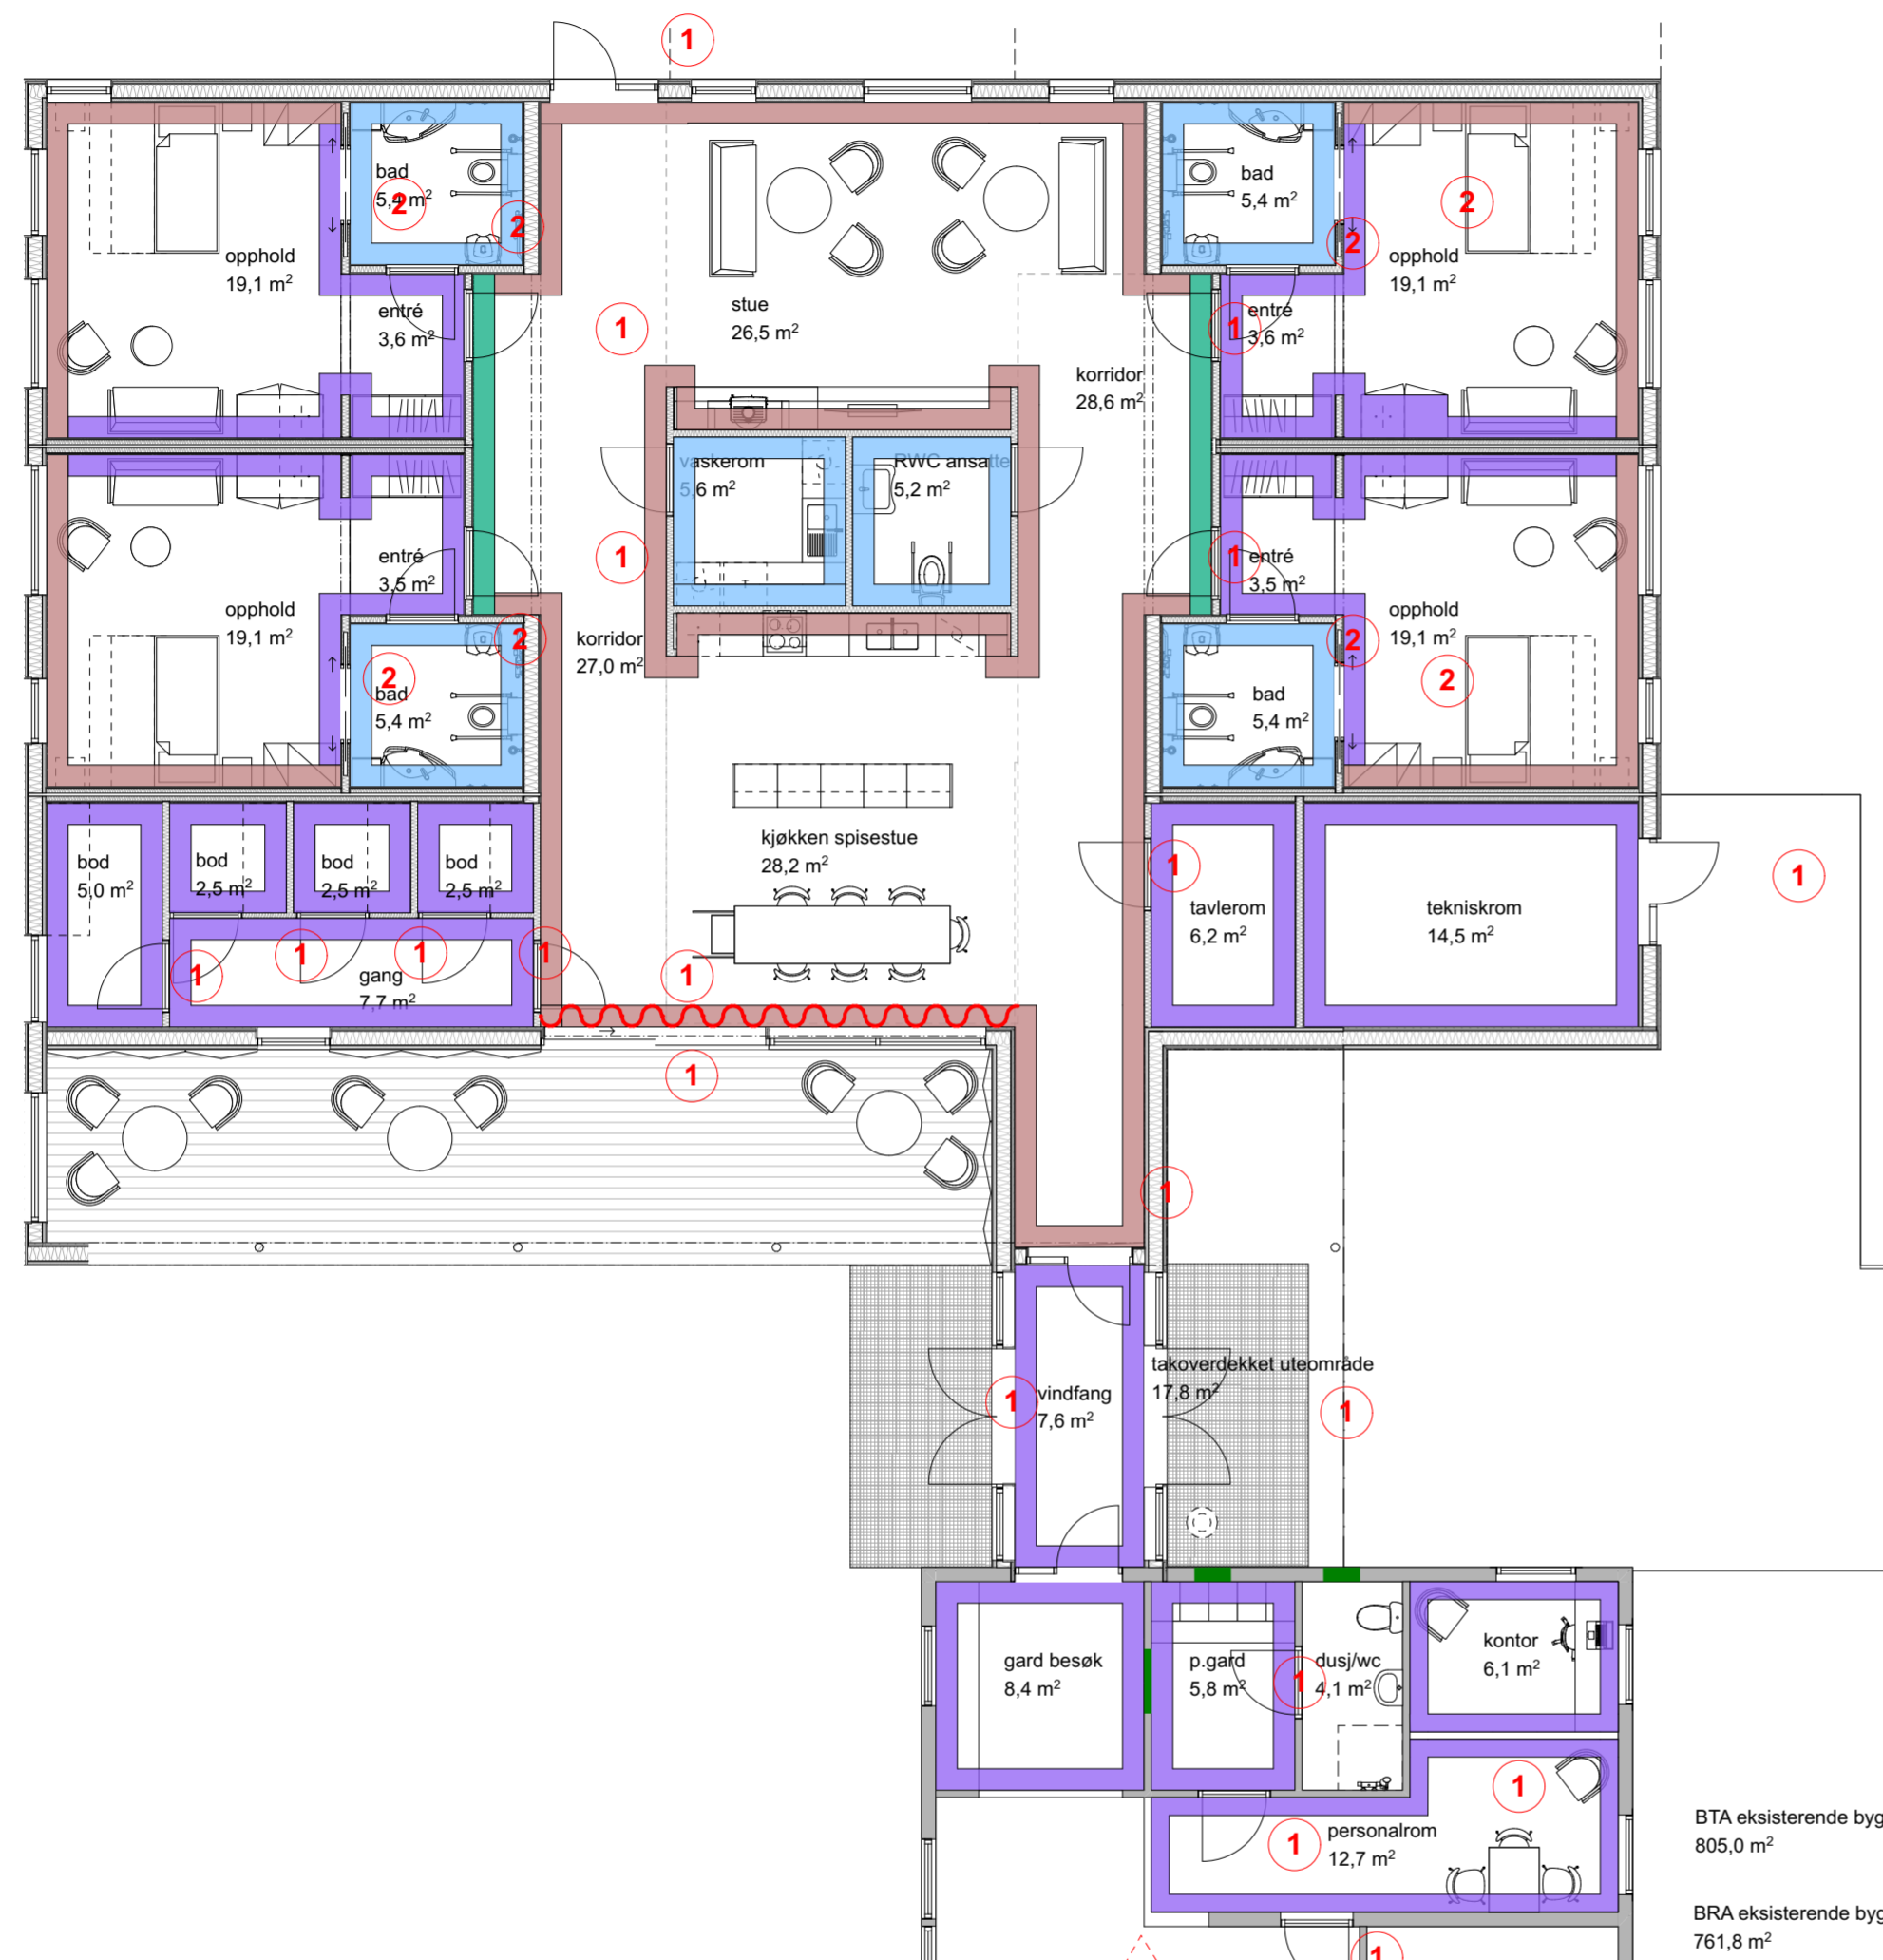 1
bad
5,4 m²
2
2
opphold
19,1 m²
entré
3,6 m²
1
stue
26,5 m²
korridor
28,6 m²
bad
5,4 m²
2
2
opphold
19,1 m²
1
entré
3,6 m²
vaskerom
5,6 m²
RWC ansatte
5,2 m²
1
entré
3,5 m²
opphold
19,1 m²
2
2
bad
5,4 m²
korridor
27,0 m²
1
entré
3,5 m²
opphold
19,1 m²
2
2
bad
5,4 m²
kjøkken spisestue
28,2 m²
bod
5,0 m²
bod
2,5 m²
bod
2,5 m²
bod
2,5 m²
1
1
1
1
gang
7,7 m²
1
1
1
tavlerom
6,2 m²
tekniskrom
14,5 m²
1
1
takoverdekket uteområde
17,8 m²
1
vindfang
7,6 m²
1
gard besøk
8,4 m²
p.gard
5,8 m²
1
dusj/wc
4,1 m²
kontor
6,1 m²
1
1
personalrom
12,7 m²
1
BTA eksisterende byg
805,0 m²
BRA eksisterende byg
761,8 m²